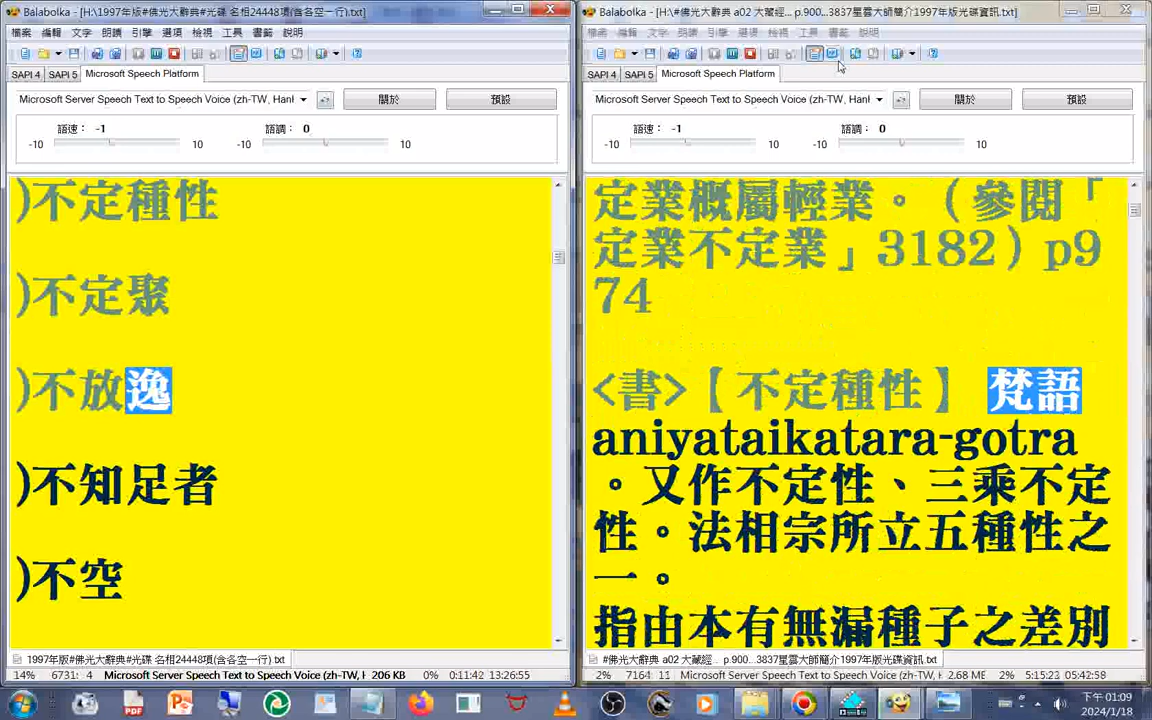 Balabolka - [H:\1997年版#佛光大辭典#光碟 名相24448項(含各空一行).txt]
檔案 編輯 文字 朗讀 引擎 選項 檢視 工具 書籤 說明
SAPI 4 SAPI 5 Microsoft Speech Platform
Microsoft Server Speech Text to Speech Voice (zh-TW, Hanl
關於 預設
語速： -1 語調： 0
-10 10 -10 10
)不定種性
)不定聚
)不放逸
)不知足者
)不空
1997年版#佛光大辭典#光碟 名相24448項(含各空一行).txt
14% 6731: 4 Microsoft Server Speech Text to Speech Voice (zh-TW, H 206 KB 0% 0:11:42 13:26:55
Balabolka - [H:\#佛光大辭典 a02 大藏經... p.900...3837星雲大師簡介1997年版光碟資訊.txt]
檔案 編輯 文字 朗讀 引擎 選項 檢視 工具 書籤 說明
SAPI 4 SAPI 5 Microsoft Speech Platform
Microsoft Server Speech Text to Speech Voice (zh-TW, Hanl
關於 預設
語速： -1 語調： 0
-10 10 -10 10
定業概屬輕業。（參閱「
定業不定業」3182）p9
74
<書>【不定種性】 梵語
aniyataikatara-gotra
。又作不定性、三乘不定
性。法相宗所立五種性之
一。
指由本有無漏種子之差別
#佛光大辭典 a02 大藏經... p.900...3837星雲大師簡介1997年版光碟資訊.txt
2% 7164: 11 Microsoft Server Speech Text to Speech Voice (zh-TW, 2.68 ME 2% 5:15:23 05:42:58
下午 01:09
2024/1/18